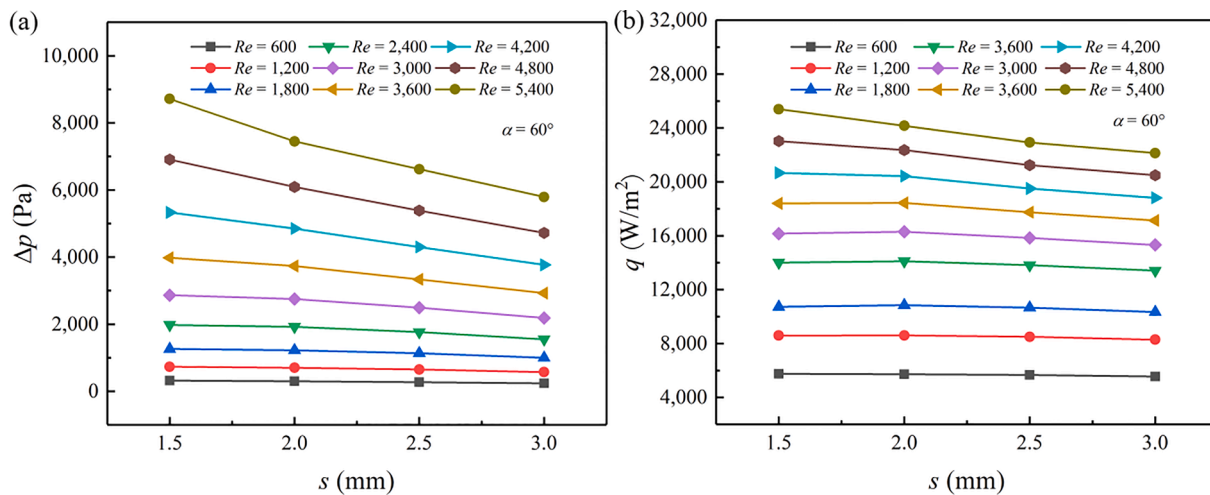 (a)
10,000
8,000
6,000
4,000
2,000
0
Δp (Pa)
Re = 600 Re = 2,400 Re = 4,200
Re = 1,200 Re = 3,000 Re = 4,800
Re = 1,800 Re = 3,600 Re = 5,400
α = 60°
1.5 2.0 2.5 3.0
s (mm)
(b)
32,000
28,000
24,000
20,000
16,000
12,000
8,000
4,000
q (W/m²)
Re = 600 Re = 3,600 Re = 4,200
Re = 1,200 Re = 3,000 Re = 4,800
Re = 1,800 Re = 3,600 Re = 5,400
α = 60°
1.5 2.0 2.5 3.0
s (mm)